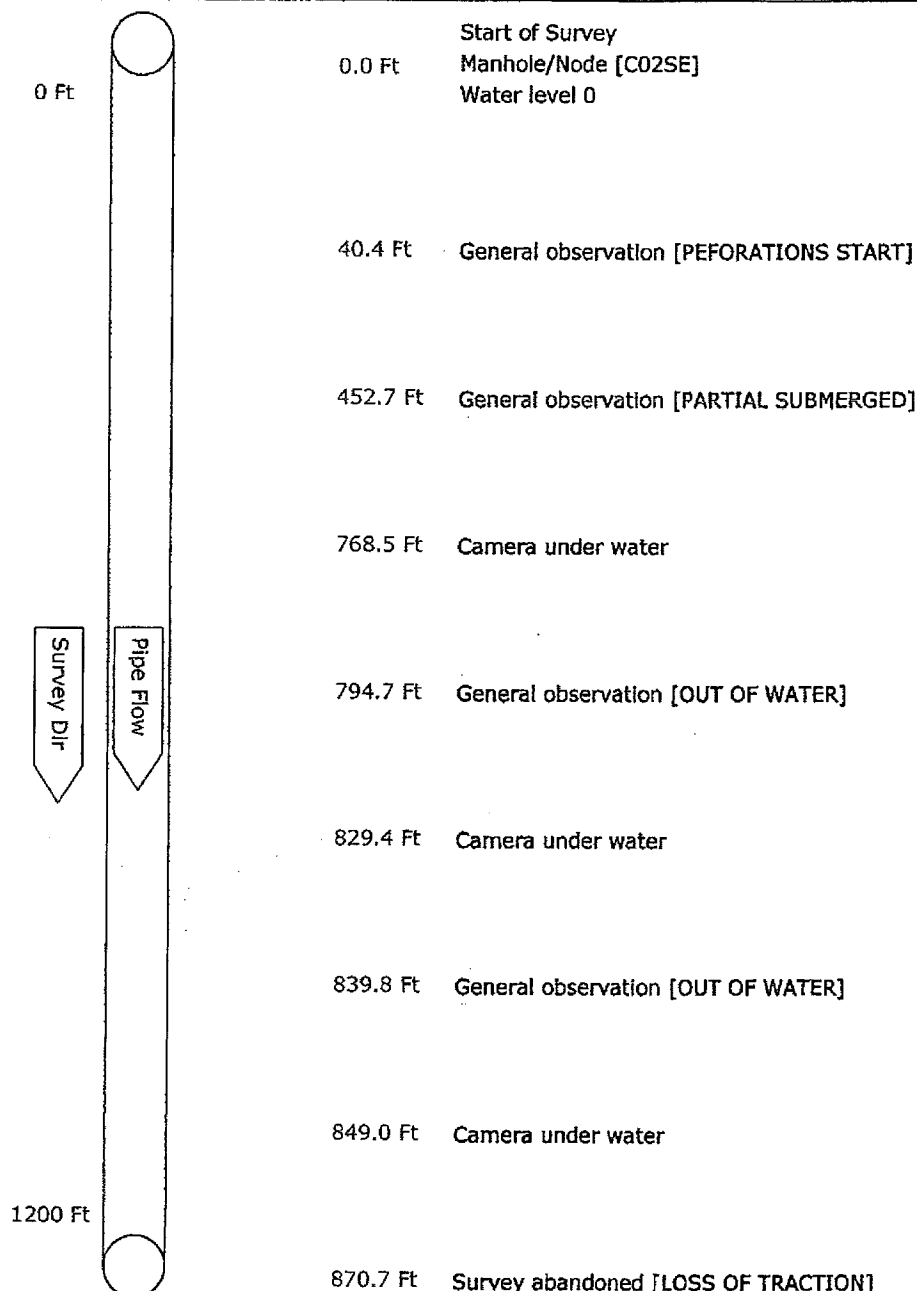 Start of Survey
0.0 Ft Manhole/Node [C02SE]
0 Ft Water level 0
40.4 Ft General observation [PEFORATIONS START]
452.7 Ft General observation [PARTIAL SUBMERGED]
768.5 Ft Camera under water
Survey Dir
Pipe Flow
794.7 Ft General observation [OUT OF WATER]
829.4 Ft Camera under water
839.8 Ft General observation [OUT OF WATER]
849.0 Ft Camera under water
1200 Ft
870.7 Ft Survey abandoned [LOSS OF TRACTION]